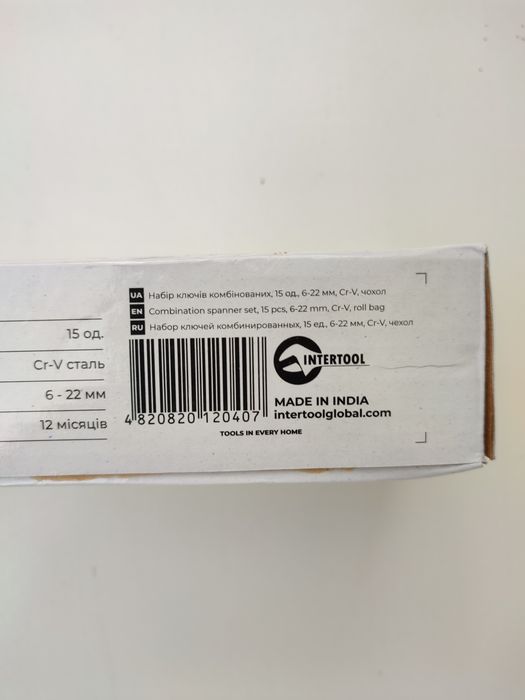 15 од.
Cr-V сталь
6 - 22 мм
12 місяців
UA Набір ключів комбінованих, 15 од., 6-22 мм, Cr-V, чохол
EN Combination spanner set, 15 pcs, 6-22 mm, Cr-V, roll bag
RU Набор ключей комбинированных, 15 ед., 6-22 мм, Cr-V, чехол
INTERTOOL
MADE IN INDIA
intertoolglobal.com
4 820820 120407
TOOLS IN EVERY HOME